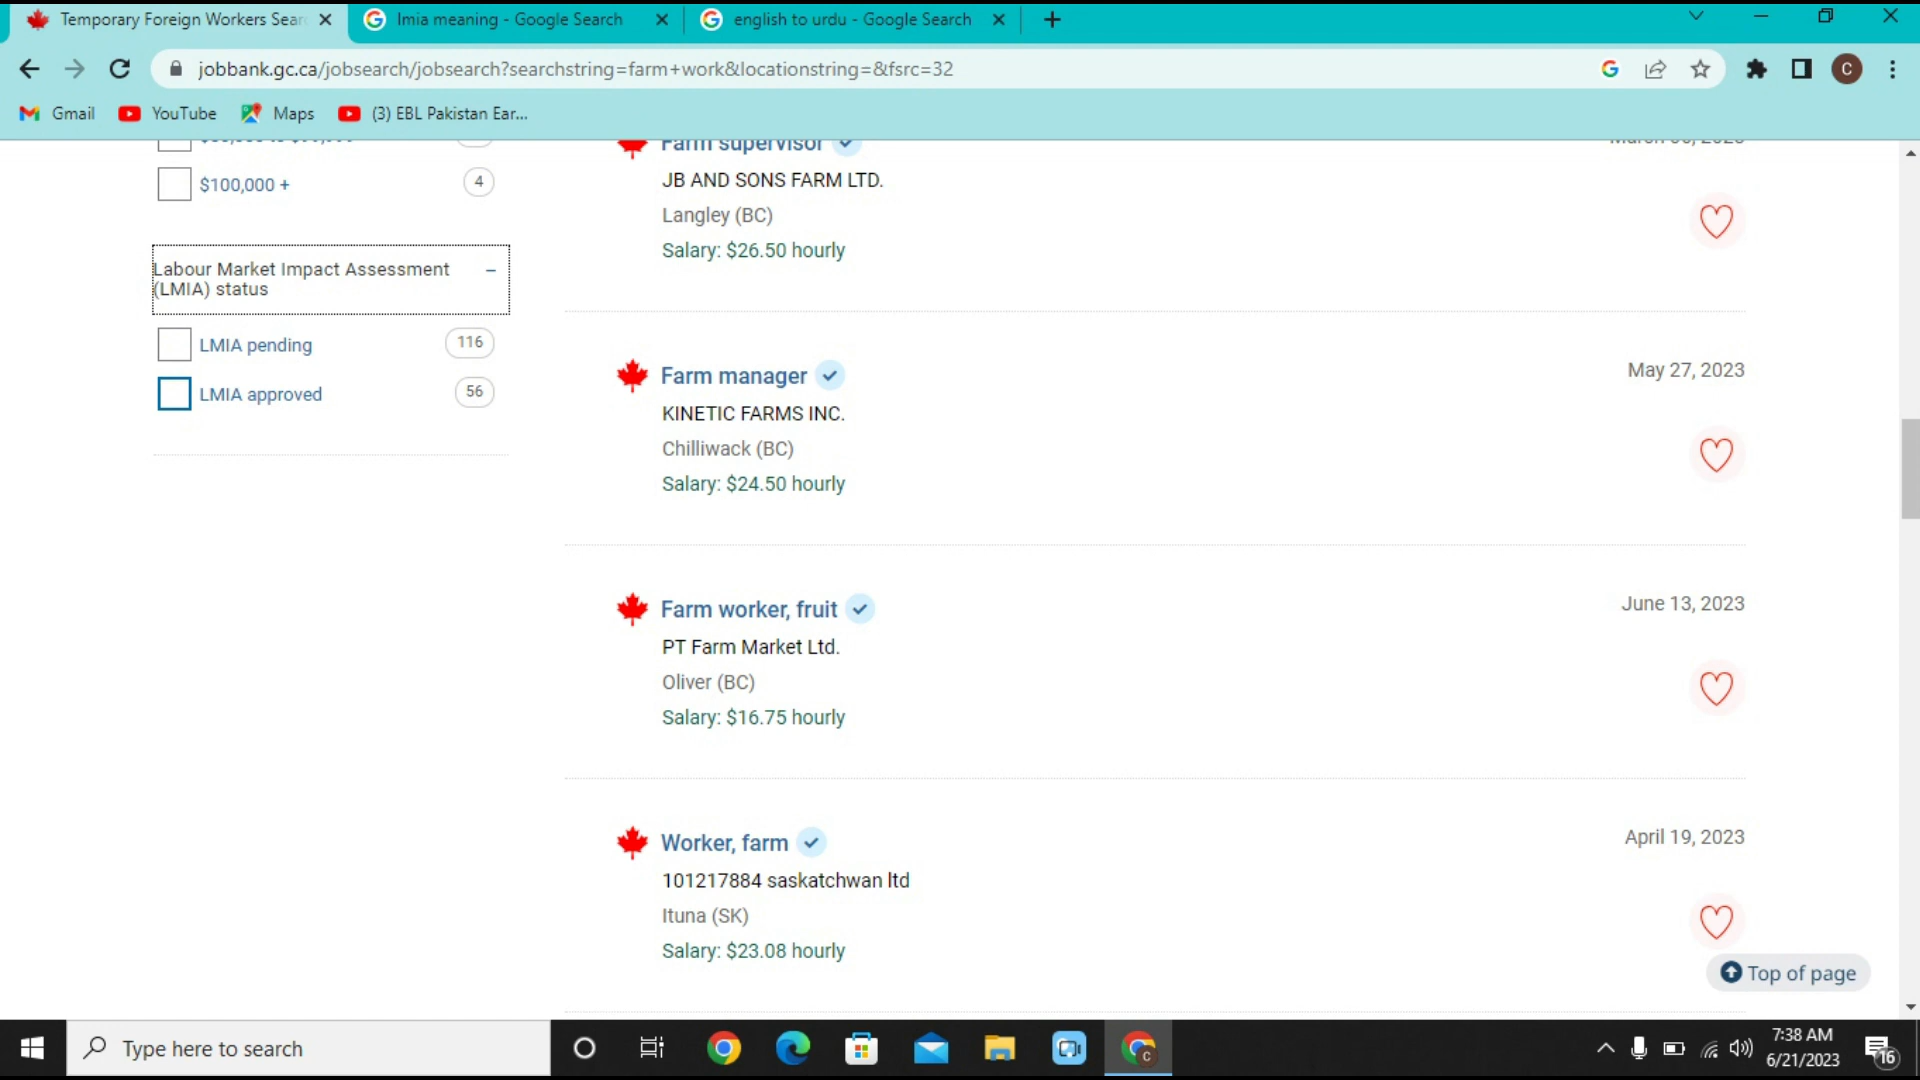 Temporary Foreign Workers Sear
lmia meaning - Google Search
english to urdu - Google Search
jobbank.gc.ca/jobsearch/jobsearch?searchstring=farm+work&locationstring=&fsrc=32
C
Gmail
YouTube
Maps
(3) EBL Pakistan Ear...
$100,000 +
4
Labour Market Impact Assessment
(LMIA) status
LMIA pending
116
LMIA approved
56
Farm supervisor
JB AND SONS FARM LTD.
Langley (BC)
Salary: $26.50 hourly
Farm manager
May 27, 2023
KINETIC FARMS INC.
Chilliwack (BC)
Salary: $24.50 hourly
Farm worker, fruit
June 13, 2023
PT Farm Market Ltd.
Oliver (BC)
Salary: $16.75 hourly
Worker, farm
April 19, 2023
101217884 saskatchwan ltd
Ituna (SK)
Salary: $23.08 hourly
Top of page
Type here to search
7:38 AM
6/21/2023
16